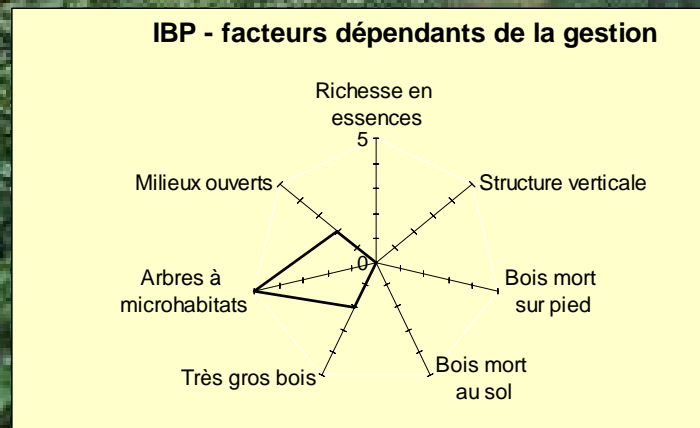 IBP - facteurs dépendants de la gestion
Richesse en
essences
5
Milieux ouverts
Structure verticale
0
Arbres à
microhabitats
Bois mort
sur pied
Très gros bois
Bois mort
au sol